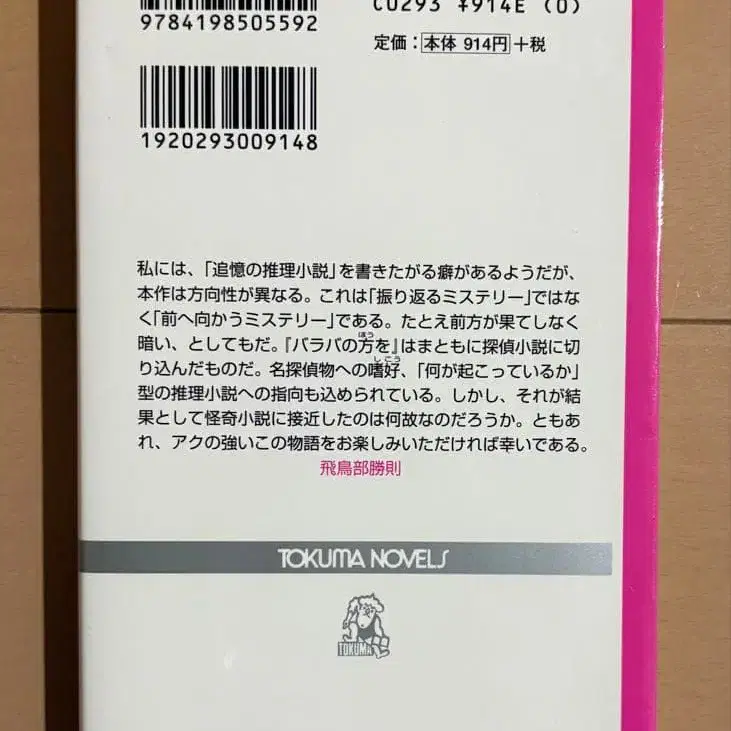 9784198505592
C0293 ¥914E (0)
定価：本体 914円＋税
1920293009148
私には、「追憶の推理小説」を書きたがる癖があるようだが、
本作は方向性が異なる。これは「振り返るミステリー」ではな
く「前へ向かうミステリー」である。たとえ前方が果てしなく
暗い、としてもだ。『バラバの方を』はまともに探偵小説に切
り込んだものだ。名探偵物への嗜好、「何が起こっているか」
型の推理小説への指向も込められている。しかし、それが結
果として怪奇小説に接近したのは何故なのだろうか。ともあ
れ、アクの強いこの物語をお楽しみいただければ幸いである。
飛鳥部勝則
TOKUMA NOVELS
TOKUMA